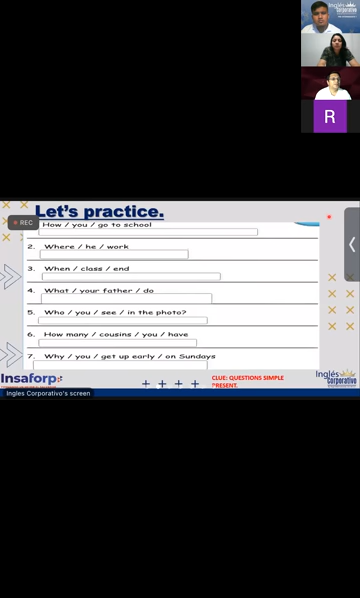 Inglés
Corporativo
R
Let's practice.
REC
How / you / go to school
2. Where / he / work
3. When / class / end
4. What / your father / do
5. Who / you / see / in the photo?
6. How many / cousins / you / have
7. Why / you / get up early / on Sundays
Insaforp
CLUE: QUESTIONS SIMPLE
PRESENT.
Inglés
Corporativo
Ingles Corporativo's screen